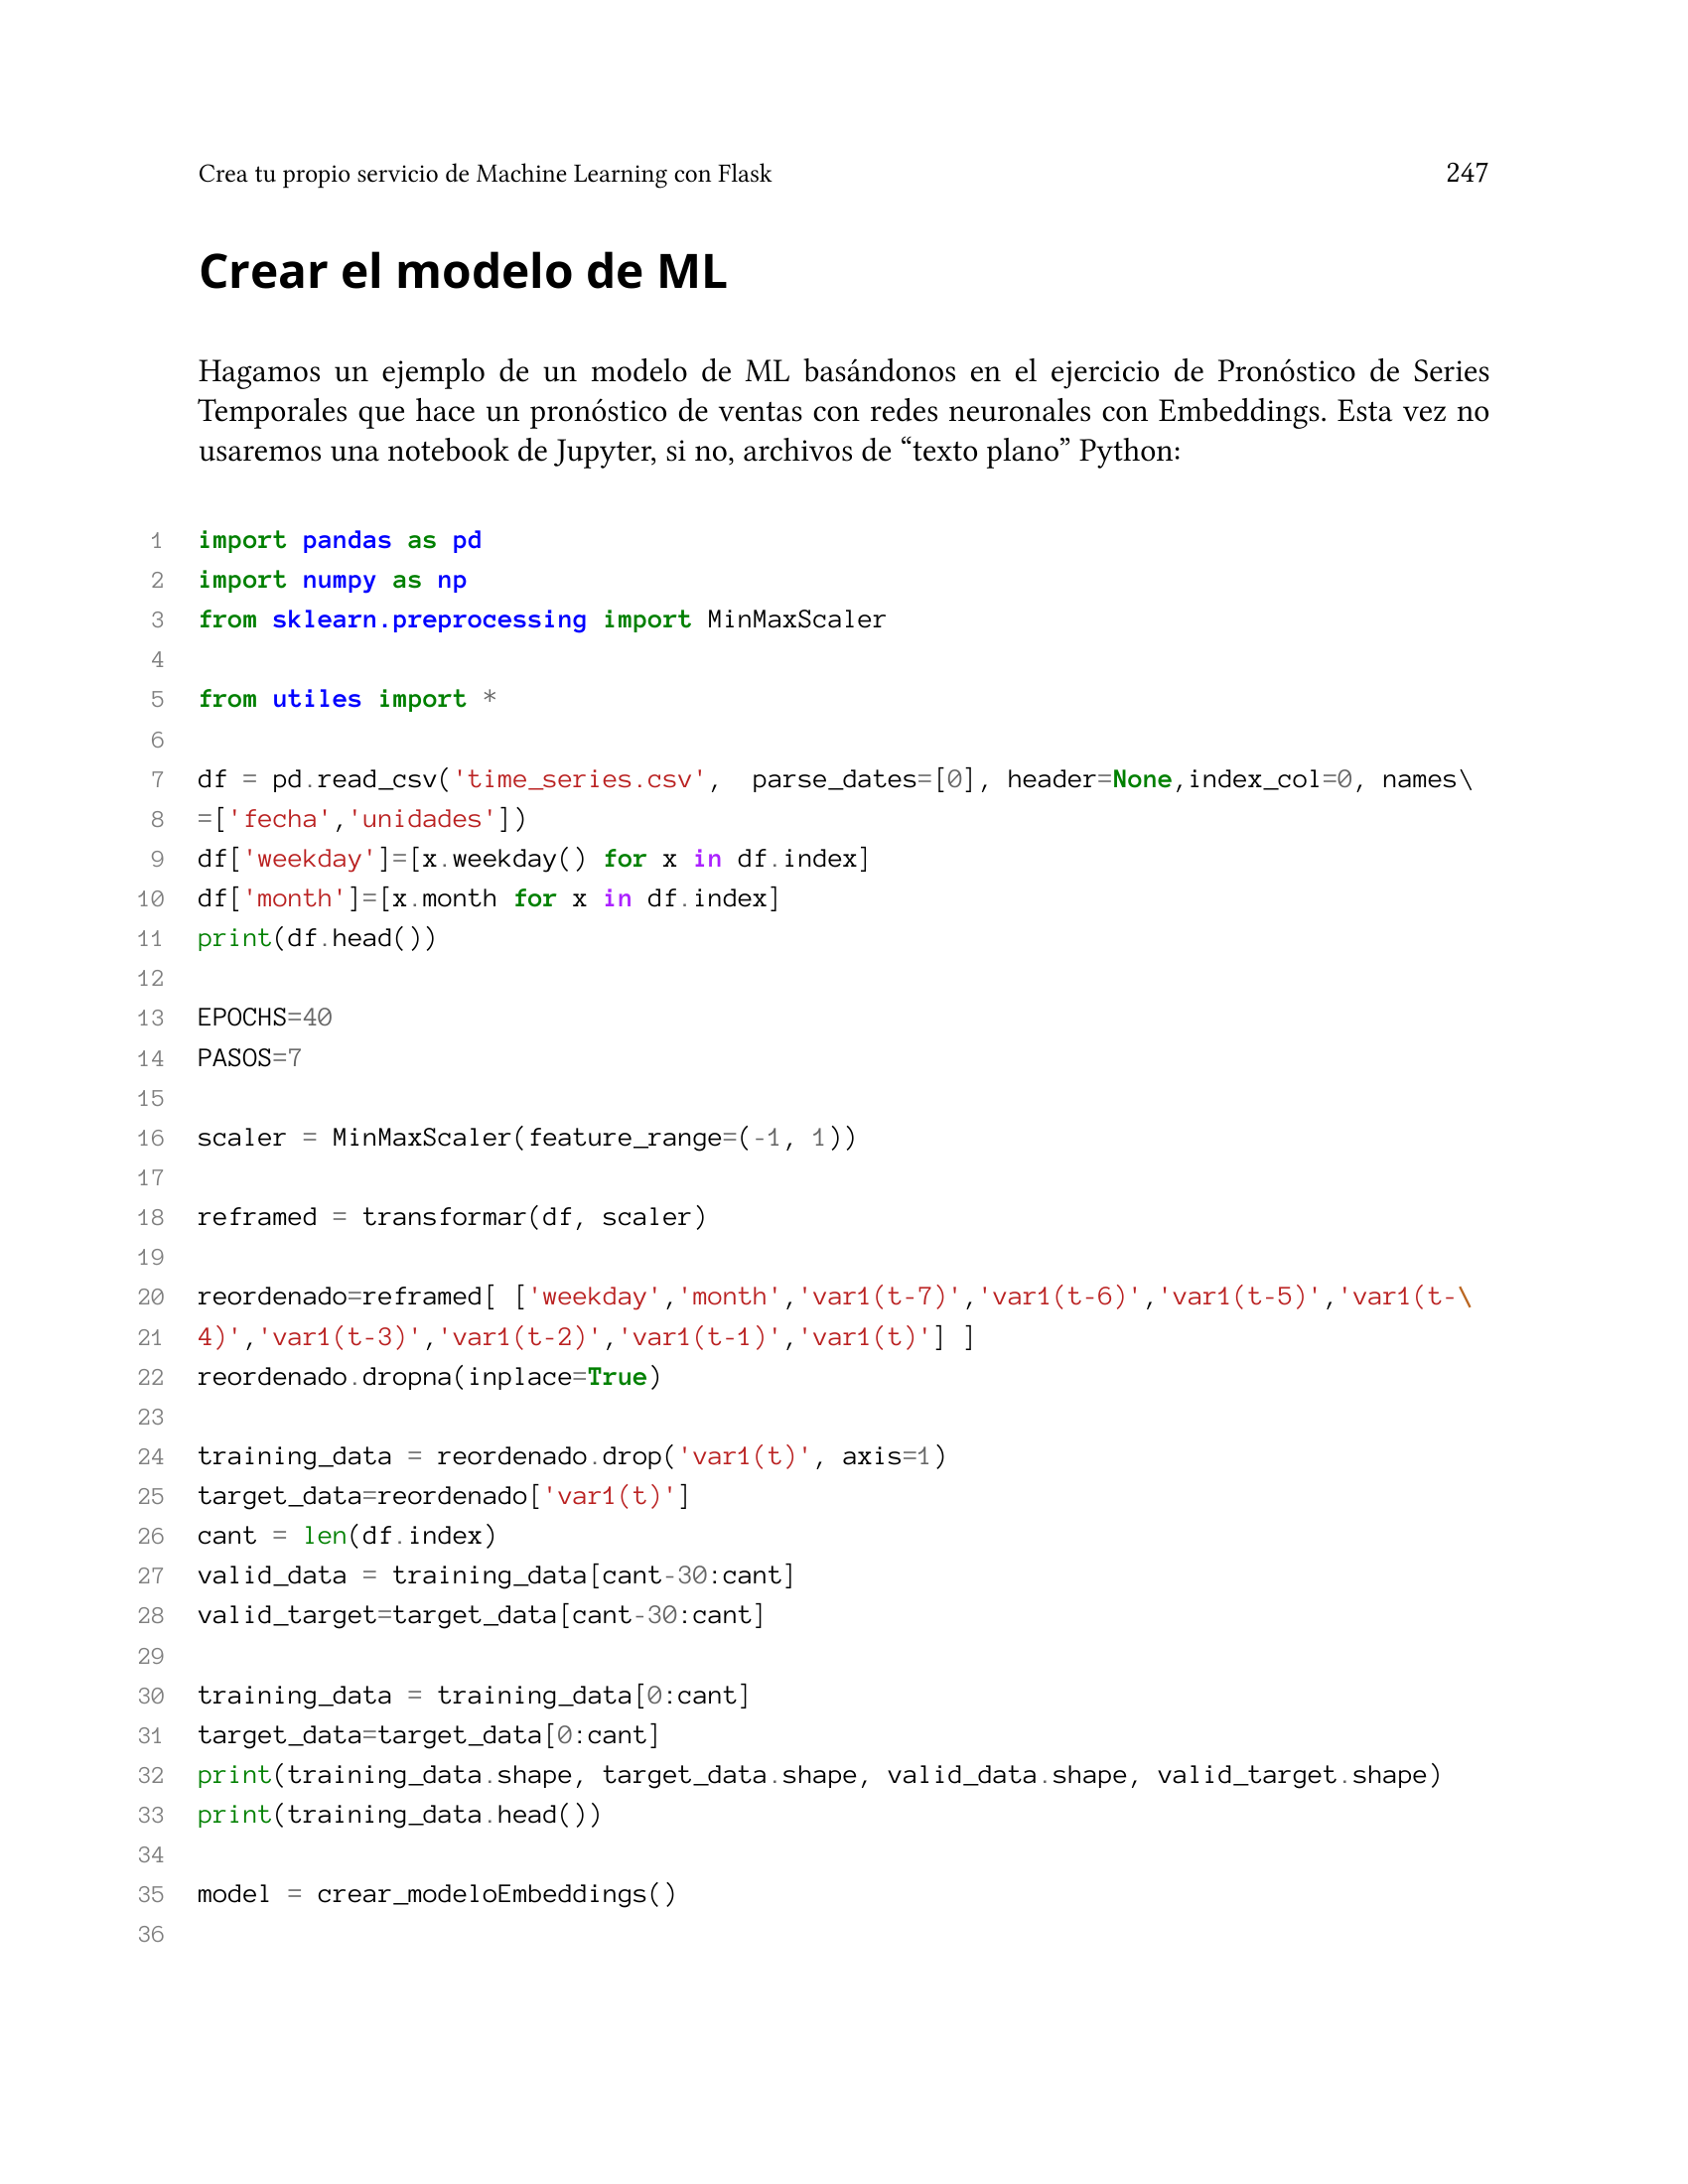 Crea tu propio servicio de Machine Learning con Flask 247
Crear el modelo de ML
Hagamos un ejemplo de un modelo de ML basándonos en el ejercicio de Pronóstico de Series
Temporales que hace un pronóstico de ventas con redes neuronales con Embeddings. Esta vez no
usaremos una notebook de Jupyter, si no, archivos de “texto plano” Python:
1 import pandas as pd
2 import numpy as np
3 from sklearn.preprocessing import MinMaxScaler
4
5 from utiles import *
6
7 df = pd.read_csv('time_series.csv',  parse_dates=[0], header=None,index_col=0, names\
8 =['fecha','unidades'])
9 df['weekday']=[x.weekday() for x in df.index]
10 df['month']=[x.month for x in df.index]
11 print(df.head())
12
13 EPOCHS=40
14 PASOS=7
15
16 scaler = MinMaxScaler(feature_range=(-1, 1))
17
18 reframed = transformar(df, scaler)
19
20 reordenado=reframed[ ['weekday','month','var1(t-7)','var1(t-6)','var1(t-5)','var1(t-\
21 4)','var1(t-3)','var1(t-2)','var1(t-1)','var1(t)'] ]
22 reordenado.dropna(inplace=True)
23
24 training_data = reordenado.drop('var1(t)', axis=1)
25 target_data=reordenado['var1(t)']
26 cant = len(df.index)
27 valid_data = training_data[cant-30:cant]
28 valid_target=target_data[cant-30:cant]
29
30 training_data = training_data[0:cant]
31 target_data=target_data[0:cant]
32 print(training_data.shape, target_data.shape, valid_data.shape, valid_target.shape)
33 print(training_data.head())
34
35 model = crear_modeloEmbeddings()
36